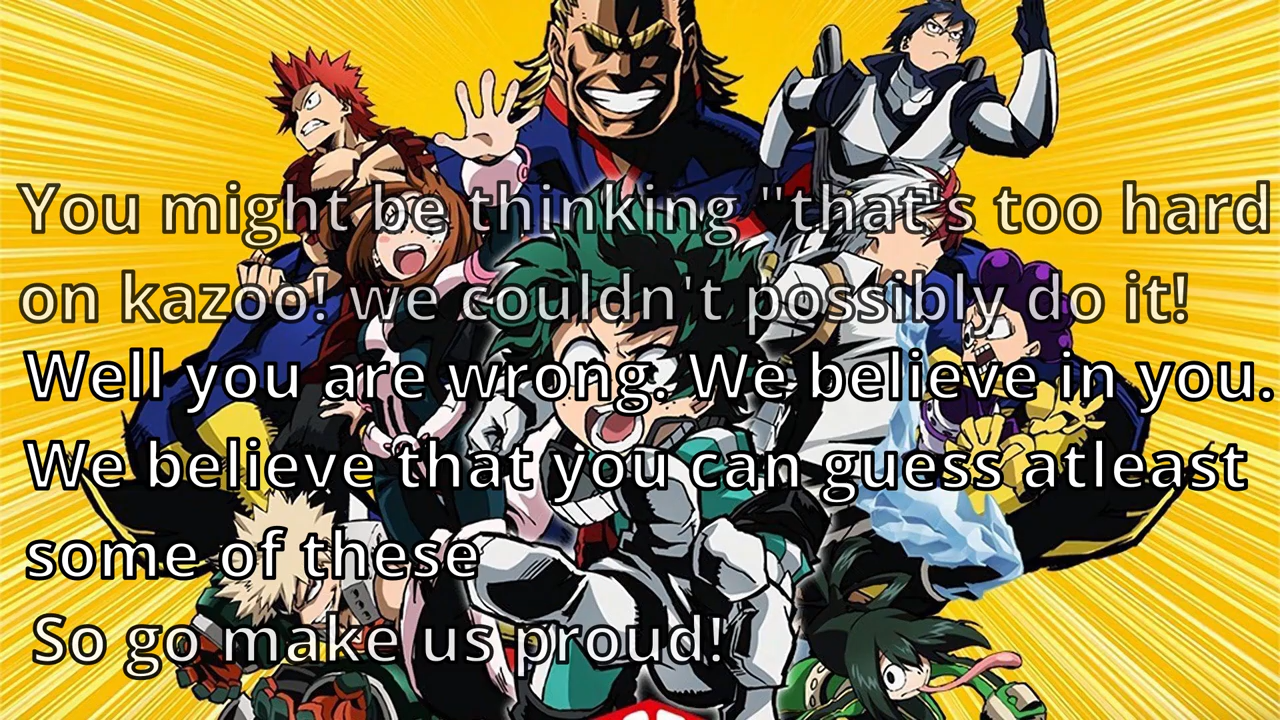 You might be thinking "that's too hard
on kazoo! we couldn't possibly do it!
Well you are wrong. We believe in you.
We believe that you can guess atleast
some of these
So go make us proud!